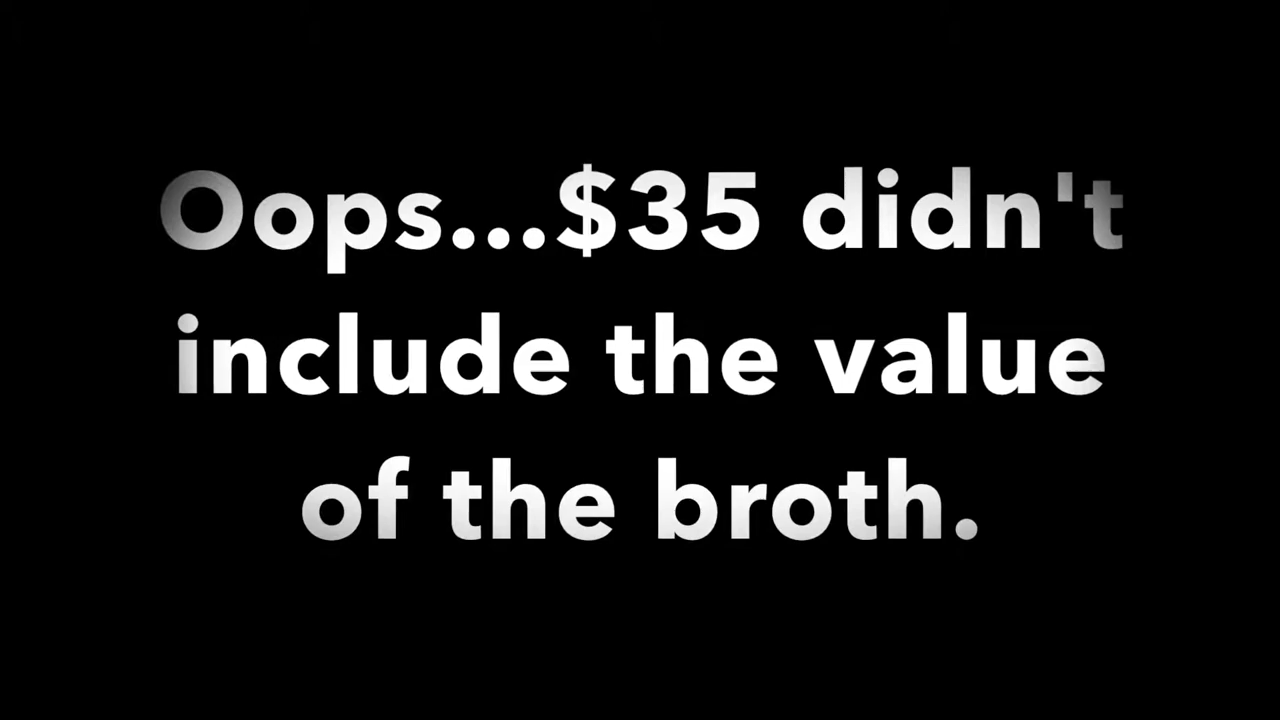 Oops...$35 didn't
include the value
of the broth.